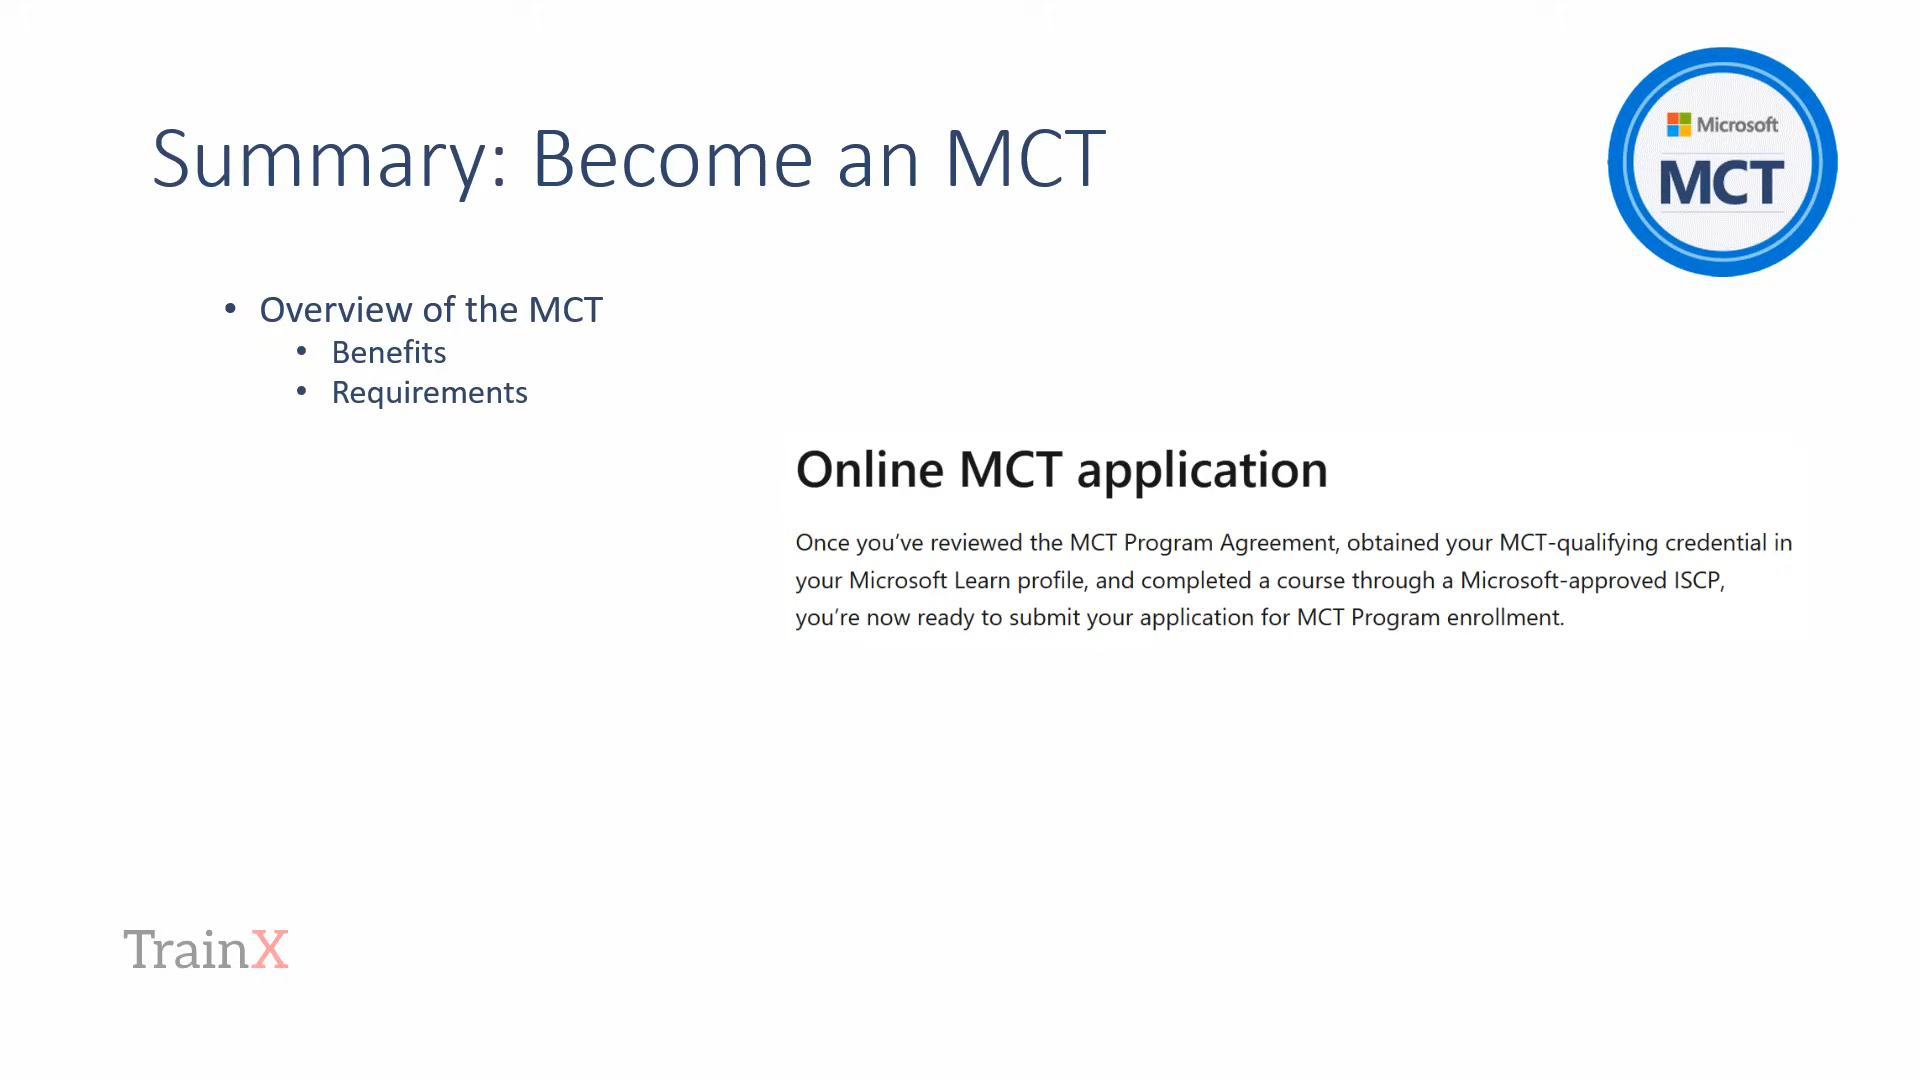 Summary: Become an MCT
Microsoft
MCT
• Overview of the MCT
• Benefits
• Requirements
Online MCT application
Once you’ve reviewed the MCT Program Agreement, obtained your MCT-qualifying credential in
your Microsoft Learn profile, and completed a course through a Microsoft-approved ISCP,
you’re now ready to submit your application for MCT Program enrollment.
TrainX